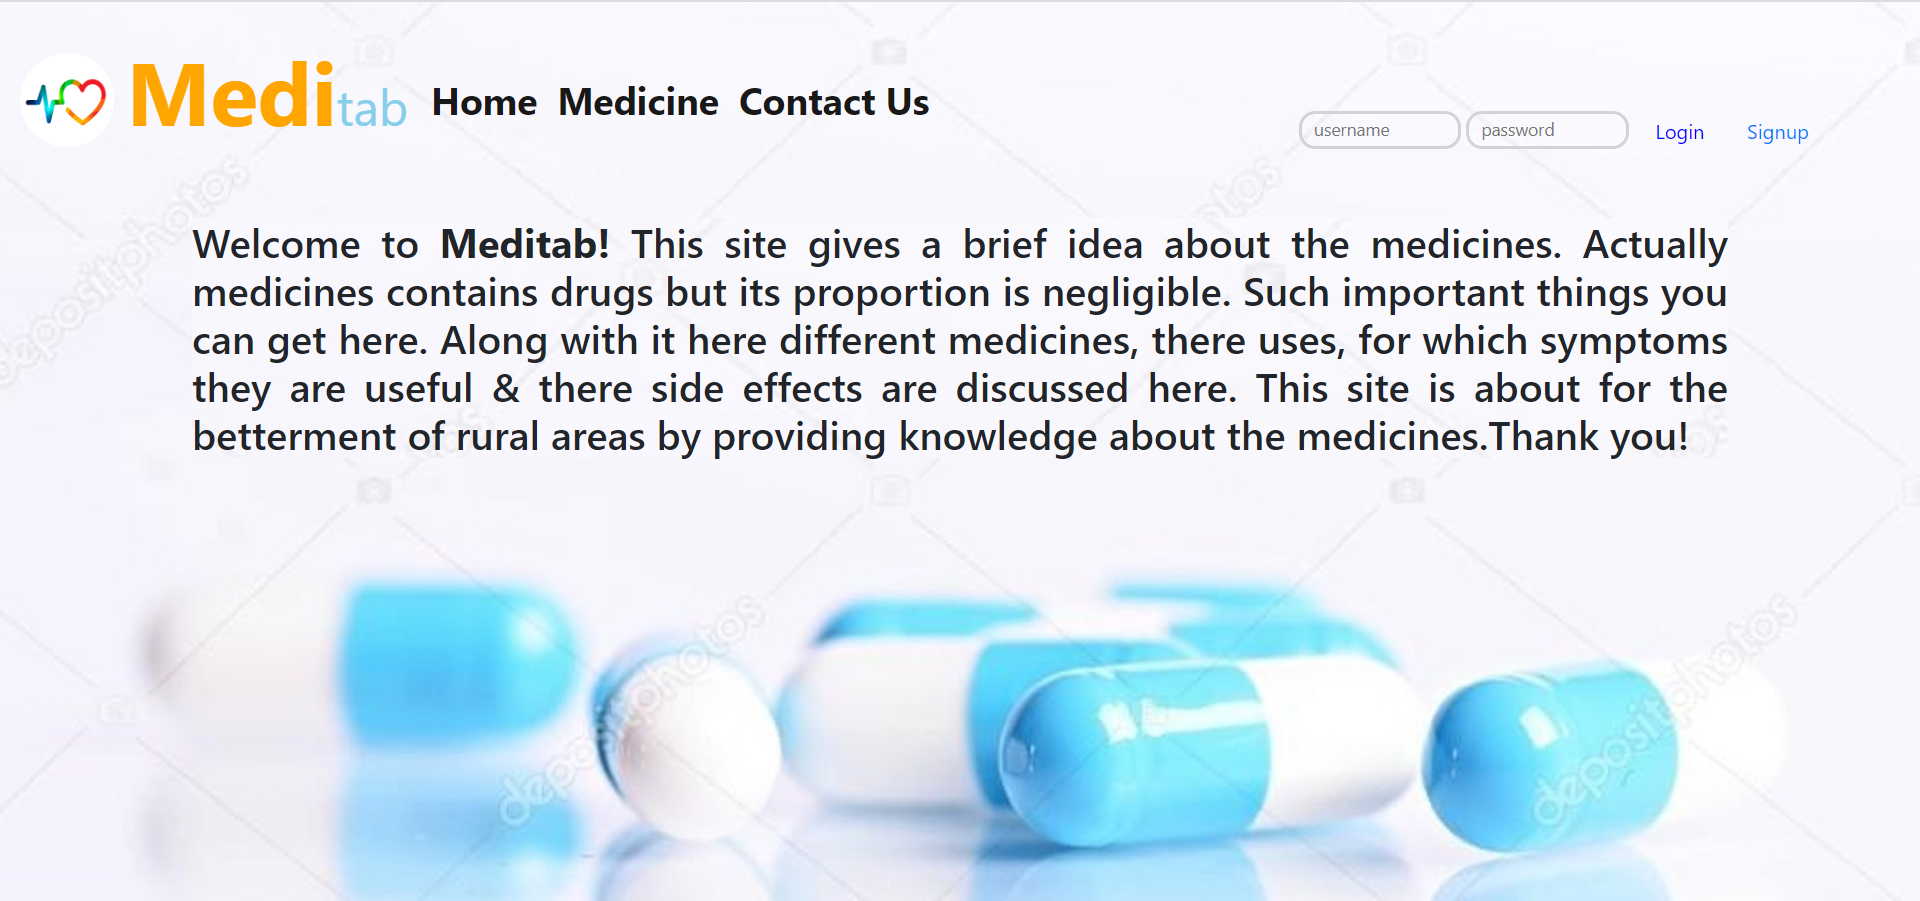 Meditab Home Medicine Contact Us
username password Login Signup
Welcome to Meditab! This site gives a brief idea about the medicines. Actually
medicines contains drugs but its proportion is negligible. Such important things you
can get here. Along with it here different medicines, there uses, for which symptoms
they are useful & there side effects are discussed here. This site is about for the
betterment of rural areas by providing knowledge about the medicines.Thank you!
depositphotos
depositphotos
depositphotos